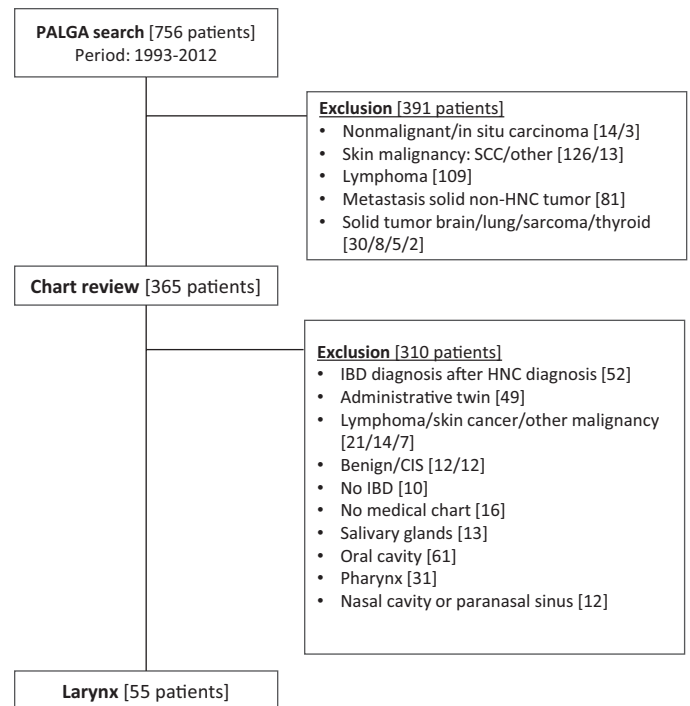 PALGA search [756 patients]
Period: 1993-2012
Exclusion [391 patients]
• Nonmalignant/in situ carcinoma [14/3]
• Skin malignancy: SCC/other [126/13]
• Lymphoma [109]
• Metastasis solid non-HNC tumor [81]
• Solid tumor brain/lung/sarcoma/thyroid
[30/8/5/2]
Chart review [365 patients]
Exclusion [310 patients]
• IBD diagnosis after HNC diagnosis [52]
• Administrative twin [49]
• Lymphoma/skin cancer/other malignancy
[21/14/7]
• Benign/CIS [12/12]
• No IBD [10]
• No medical chart [16]
• Salivary glands [13]
• Oral cavity [61]
• Pharynx [31]
• Nasal cavity or paranasal sinus [12]
Larynx [55 patients]